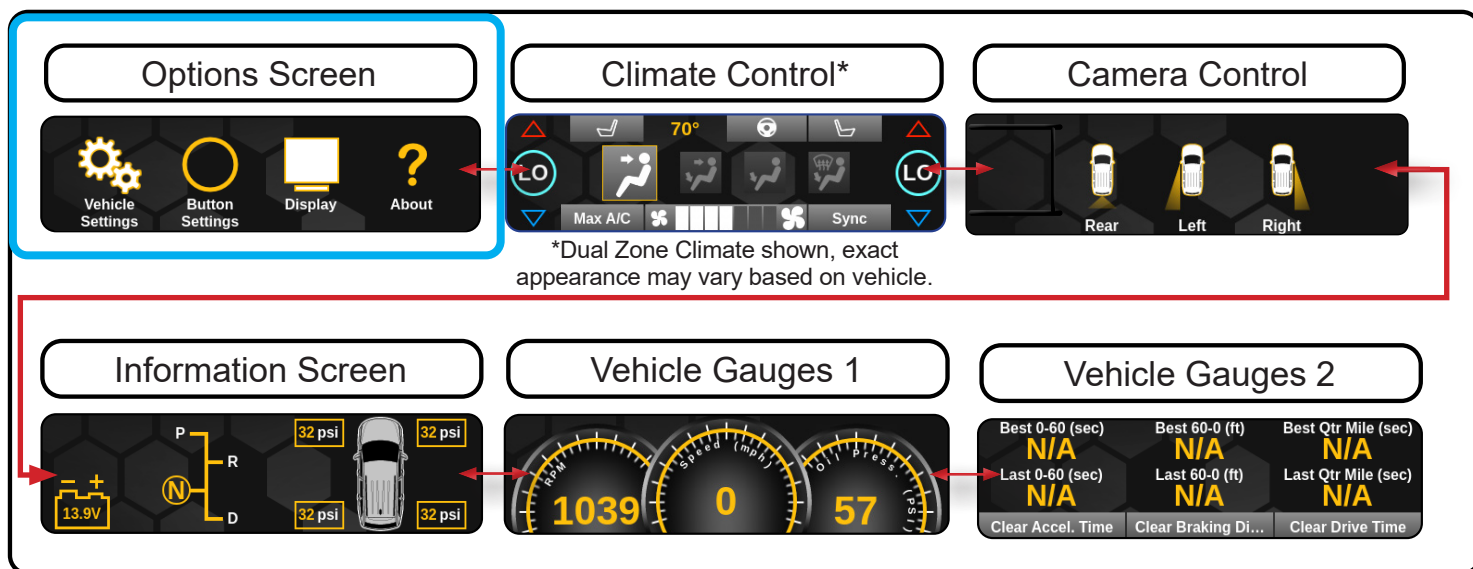 Options Screen
Climate Control*
Camera Control
Vehicle
Settings
Button
Settings
Display
About
70°
LO
LO
Max A/C
Sync
Rear
Left
Right
*Dual Zone Climate shown, exact
appearance may vary based on vehicle.
Information Screen
Vehicle Gauges 1
Vehicle Gauges 2
P
R
N
D
- +
13.9V
32 psi
32 psi
32 psi
32 psi
RPM
1039
Speed (mph)
0
Oil Press. (PSI)
57
Best 0-60 (sec)
N/A
Best 60-0 (ft)
N/A
Best Qtr Mile (sec)
N/A
Last 0-60 (sec)
N/A
Last 60-0 (ft)
N/A
Last Qtr Mile (sec)
N/A
Clear Accel. Time
Clear Braking Di...
Clear Drive Time